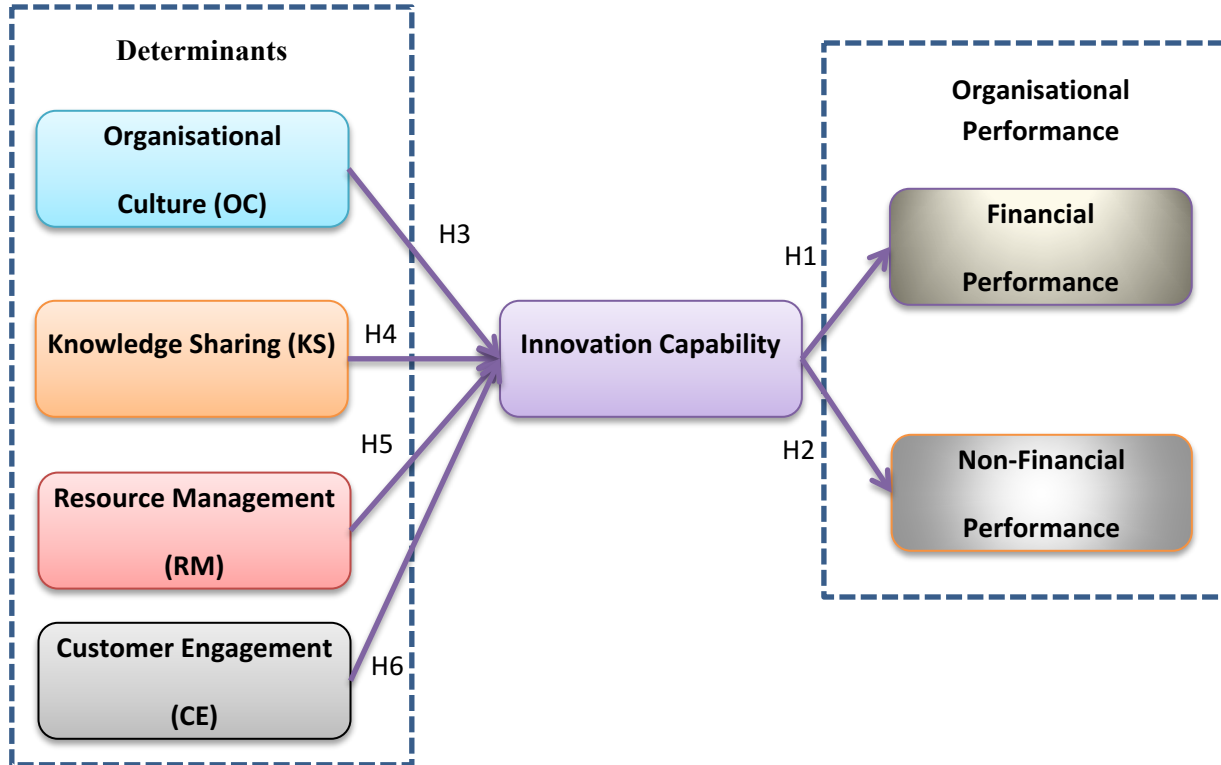 Determinants
Organisational
Culture (OC)
H3
Knowledge Sharing (KS)
H4
H5
Resource Management
(RM)
Customer Engagement
(CE)
H6
Innovation Capability
Organisational
Performance
H1
Financial
Performance
H2
Non-Financial
Performance